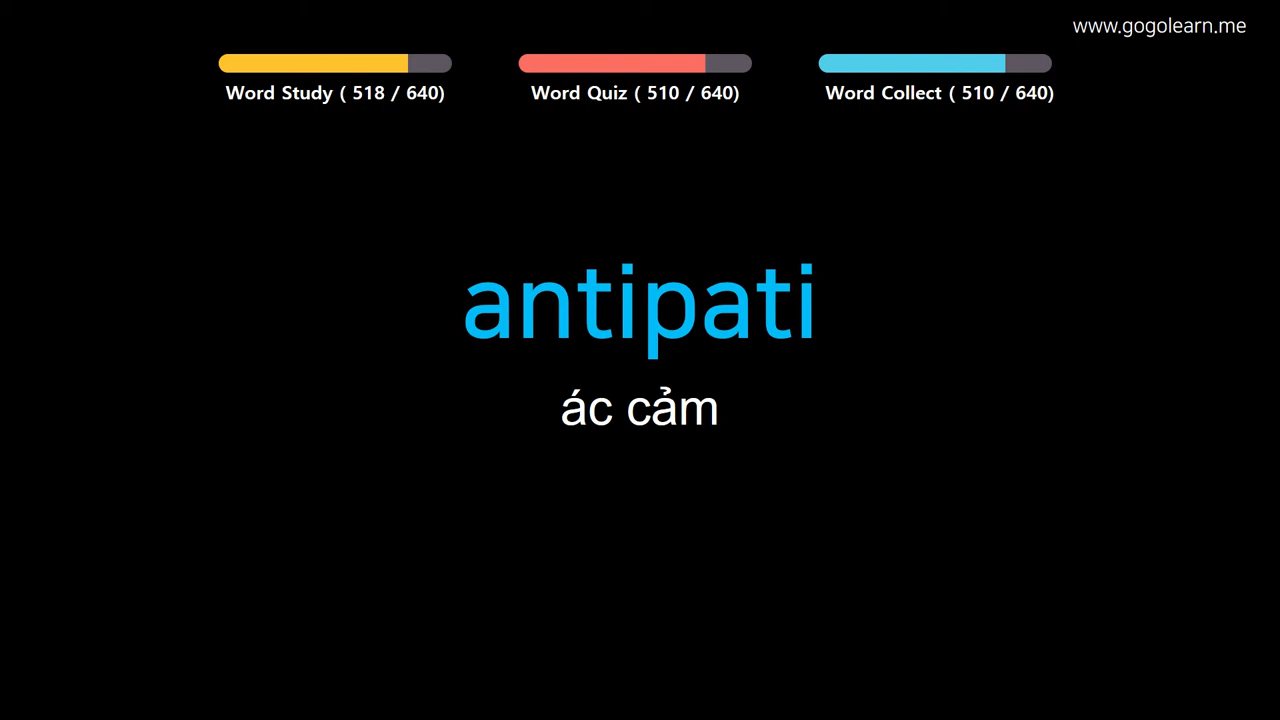 www.gogolearn.me
Word Study ( 518 / 640)
Word Quiz ( 510 / 640)
Word Collect ( 510 / 640)
antipati
ác cảm